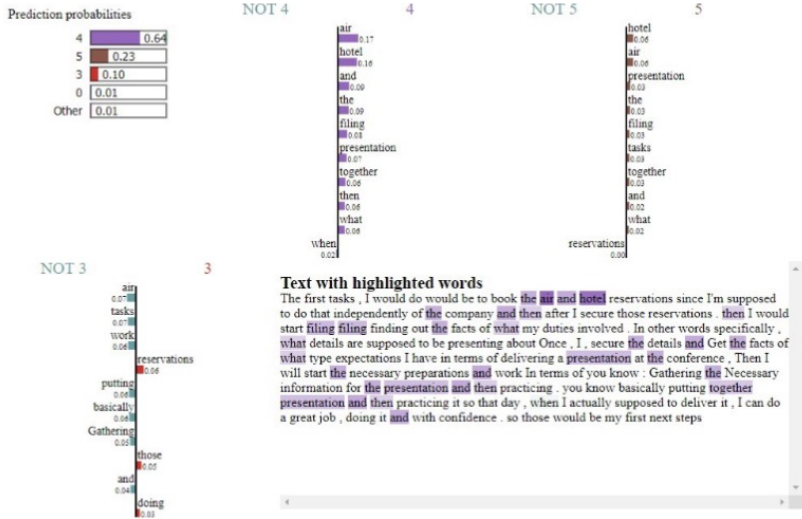 Prediction probabilities
4 0.64
5 0.23
3 0.10
0 0.01
Other 0.01
NOT 4 4
air
0.17
hotel
0.16
and
0.09
the
0.09
filing
0.08
presentation
0.07
together
0.06
then
0.06
what
0.06
when
0.02
NOT 5 5
hotel
0.06
air
0.06
presentation
0.03
the
0.03
filing
0.03
tasks
0.03
together
0.03
and
0.02
what
0.02
reservations
0.00
NOT 3 3
air
0.07
tasks
0.07
work
0.06
reservations
0.06
putting
0.06
basically
0.06
Gathering
0.05
those
0.05
and
0.04
doing
0.03
Text with highlighted words
The first tasks , I would do would be to book the air and hotel reservations since I'm supposed
to do that independently of the company and then after I secure those reservations . then I would
start filing filing finding out the facts of what my duties involved . In other words specifically ,
what details are supposed to be presenting about Once , I , secure the details and Get the facts of
what type expectations I have in terms of delivering a presentation at the conference , Then I
will start the necessary preparations and work In terms of you know : Gathering the Necessary
information for the presentation and then practicing . you know basically putting together
presentation and then practicing it so that day , when I actually supposed to deliver it , I can do
a great job , doing it and with confidence . so those would be my first next steps